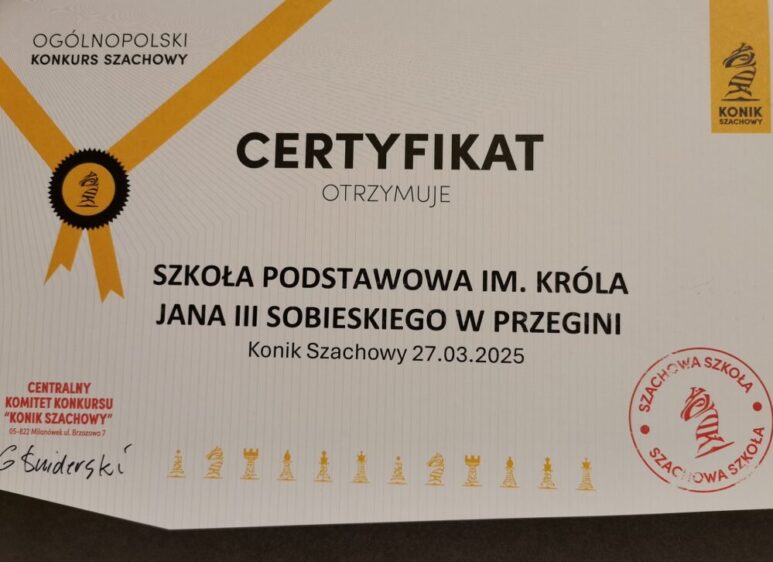 OGÓLNOPOLSKI
KONKURS SZACHOWY
KONIK
SZACHOWY
CERTYFIKAT
OTRZYMUJE
SZKOŁA PODSTAWOWA IM. KRÓLA
JANA III SOBIESKIEGO W PRZEGINI
Konik Szachowy 27.03.2025
CENTRALNY
KOMITET KONKURSU
"KONIK SZACHOWY"
05-822 Milanówek ul. Brzozowa 7
G Świderski
SZACHOWA SZKOŁA
SZACHOWA SZKOŁA